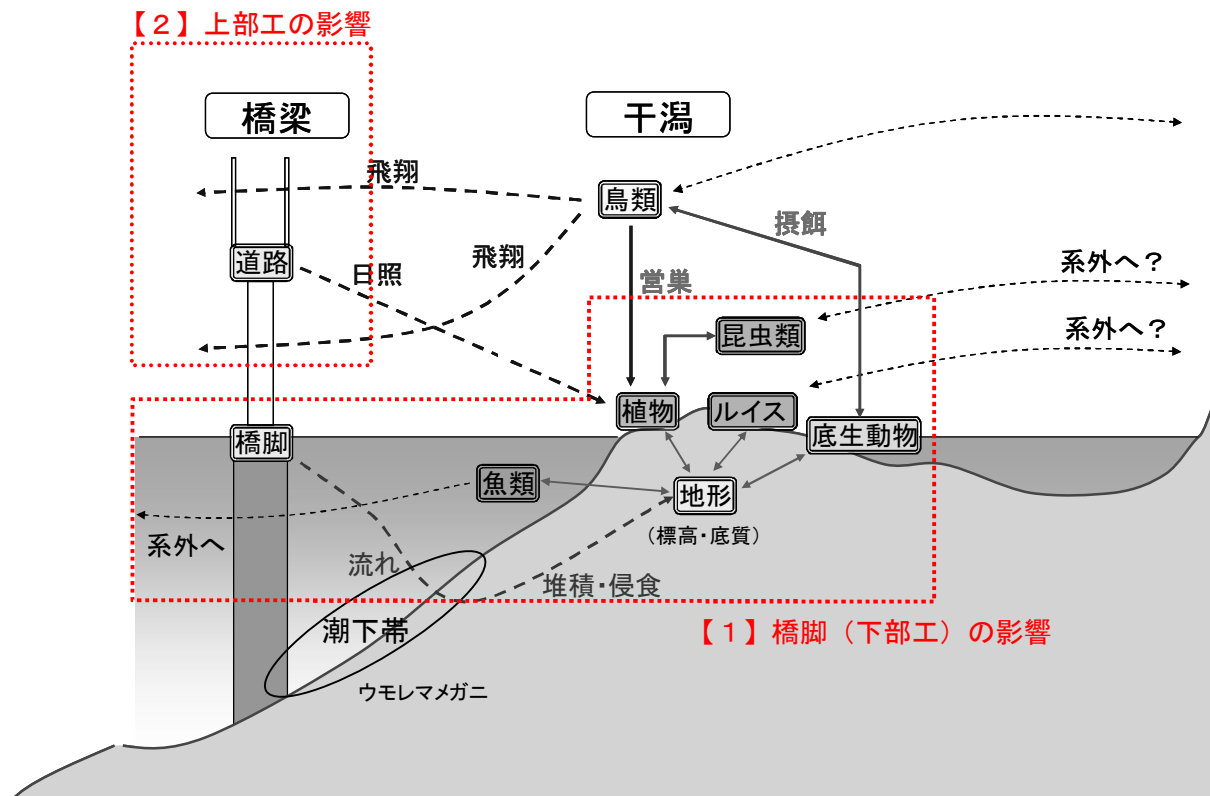 【２】上部工の影響
橋梁
干潟
飛翔
鳥類
摂餌
道路
日照
飛翔
営巣
系外へ？
昆虫類
系外へ？
植物
ルイス
底生動物
橋脚
魚類
地形
（標高・底質）
系外へ
流れ
堆積・侵食
潮下帯
【１】橋脚（下部工）の影響
ウモレマメガニ